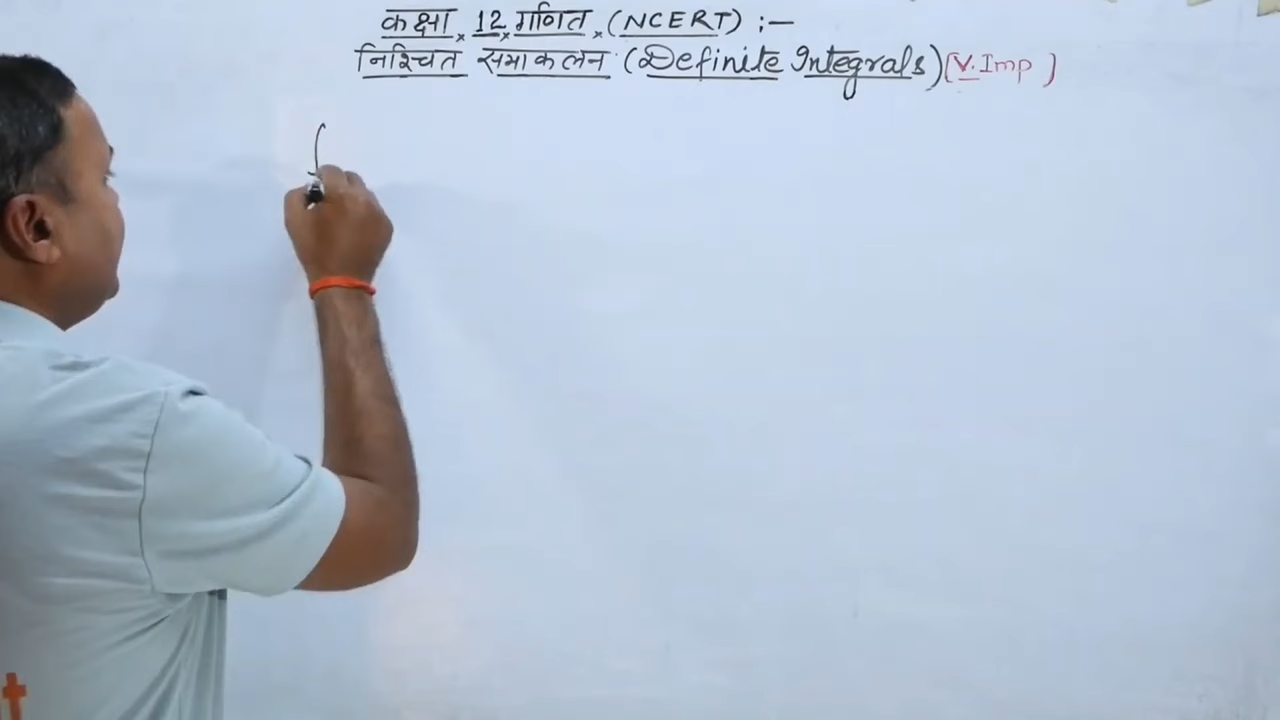 कक्षा × 12 × गणित × (NCERT) :-
निश्चित समाकलन (Definite Integrals) [V. Imp]
∫